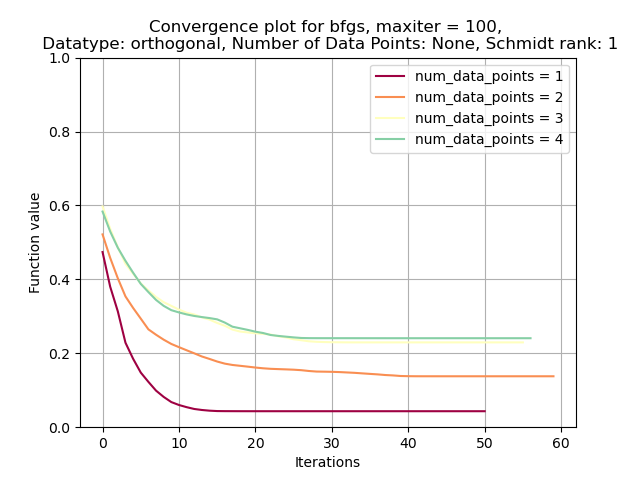 Convergence plot for bfgs, maxiter = 100,
Datatype: orthogonal, Number of Data Points: None, Schmidt rank: 1
1.0
0.8
0.6
0.4
0.2
0.0
Function value
num_data_points = 1
num_data_points = 2
num_data_points = 3
num_data_points = 4
0 10 20 30 40 50 60
Iterations